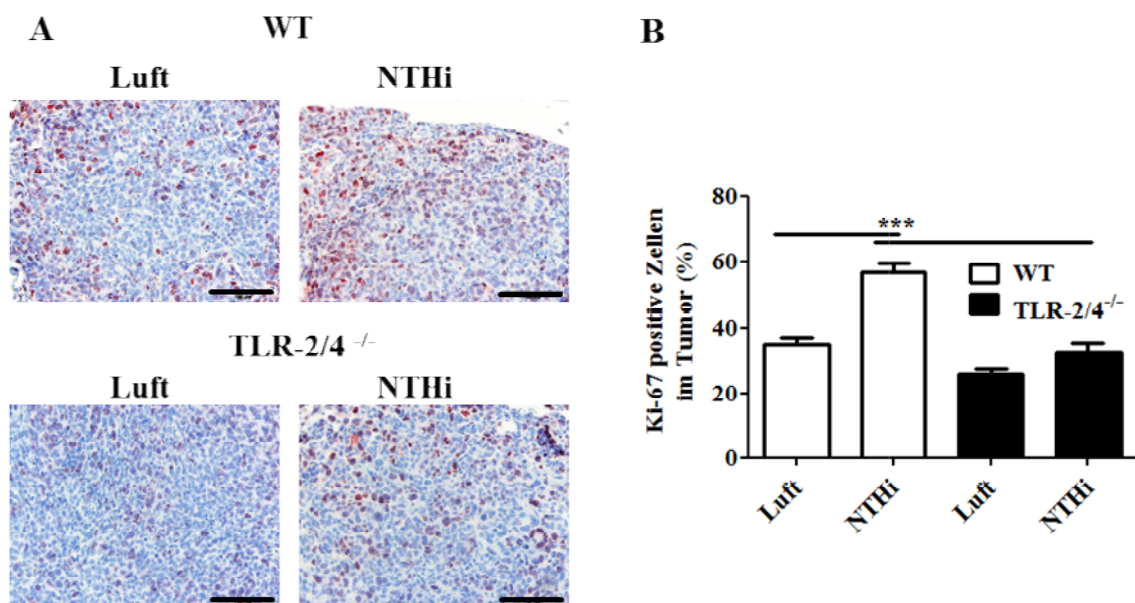 A
WT
Luft NTHi
TLR-2/4 -/-
Luft NTHi
B
Ki-67 positive Zellen
im Tumor (%)
80
60
40
20
0
***
WT
TLR-2/4-/-
Luft NTHi Luft NTHi